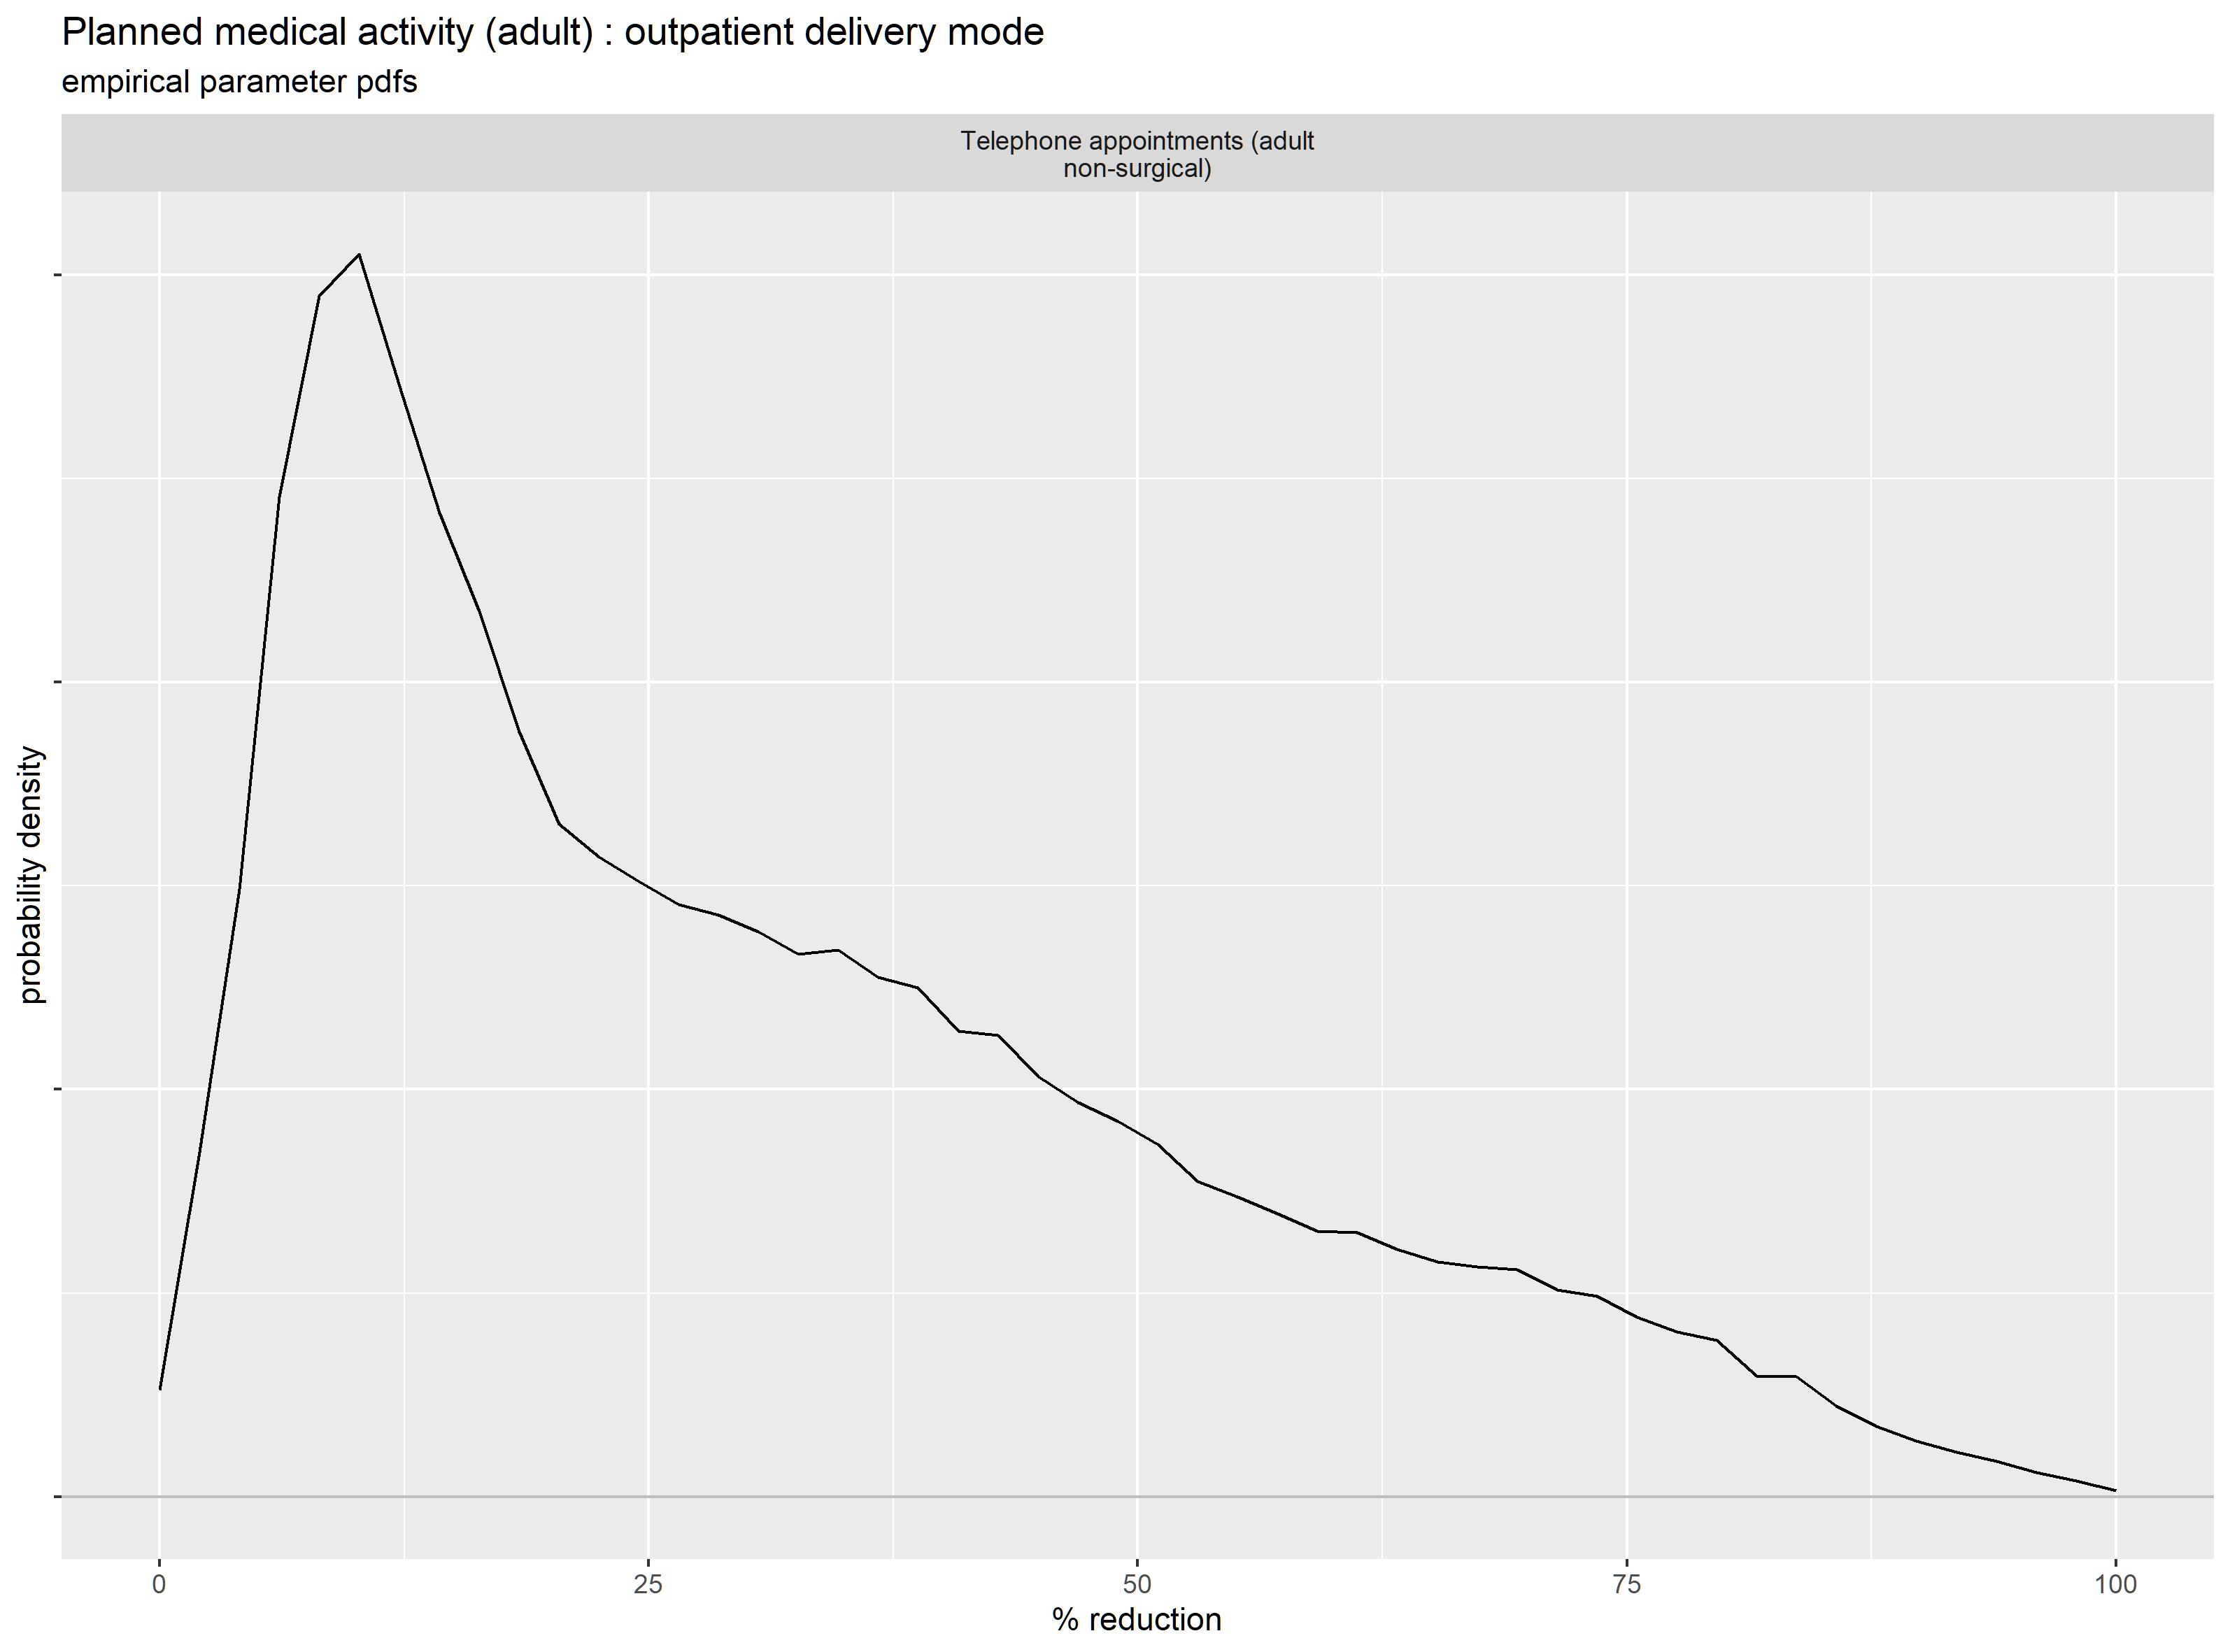 Planned medical activity (adult) : outpatient delivery mode
empirical parameter pdfs
Telephone appointments (adult
non-surgical)
probability density
0 25 50 75 100
% reduction